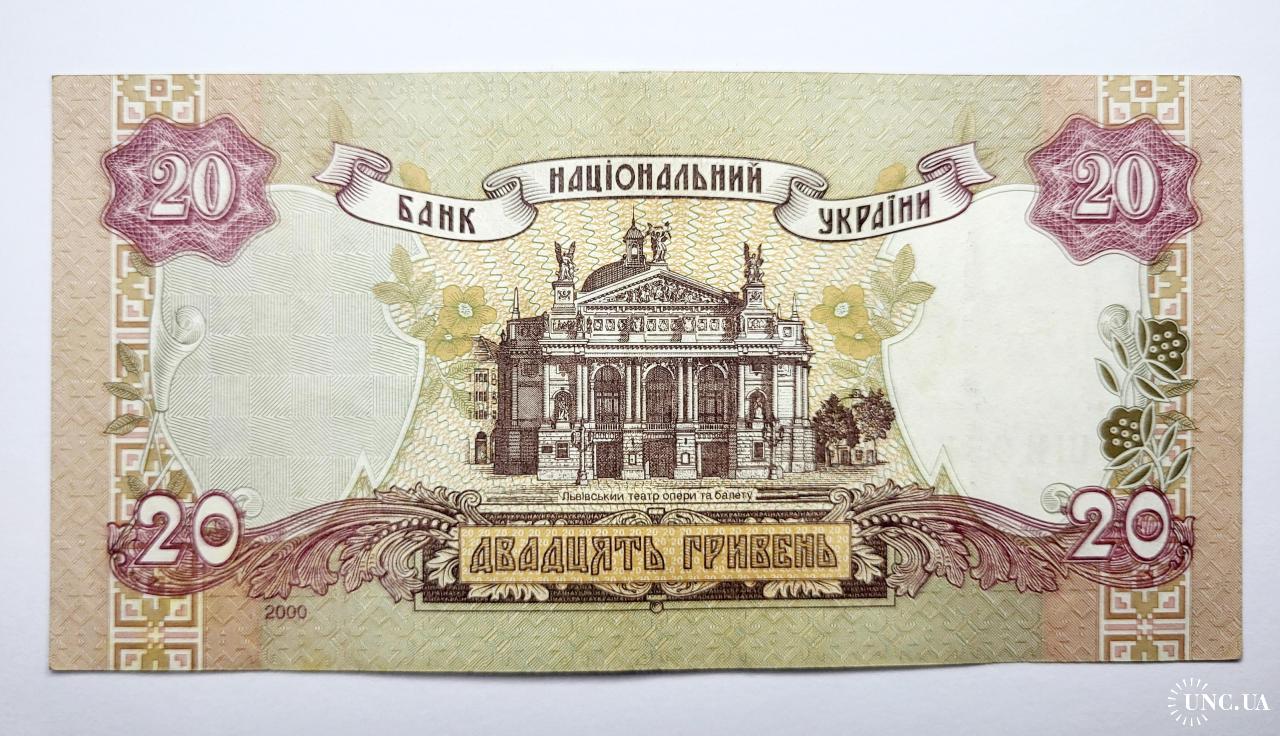 20
20
НАЦІОНАЛЬНИЙ
БАНК УКРАЇНИ
Львівський театр опери та балету
20
20
ДВАДЦЯТЬ ГРИВЕНЬ
2000
UNC.UA